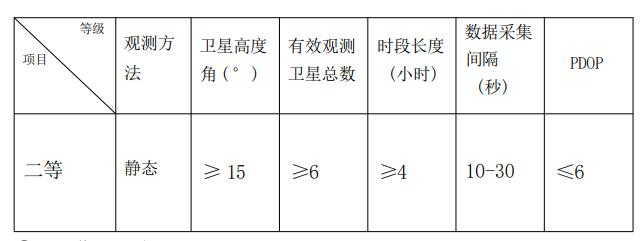 等级
项目
观测方
法
卫星高度
角(°)
有效观测
卫星总数
时段长度
(小时)
数据采集
间隔
(秒)
PDOP
二等
静态
≥15
≥6
≥4
10-30
≤6